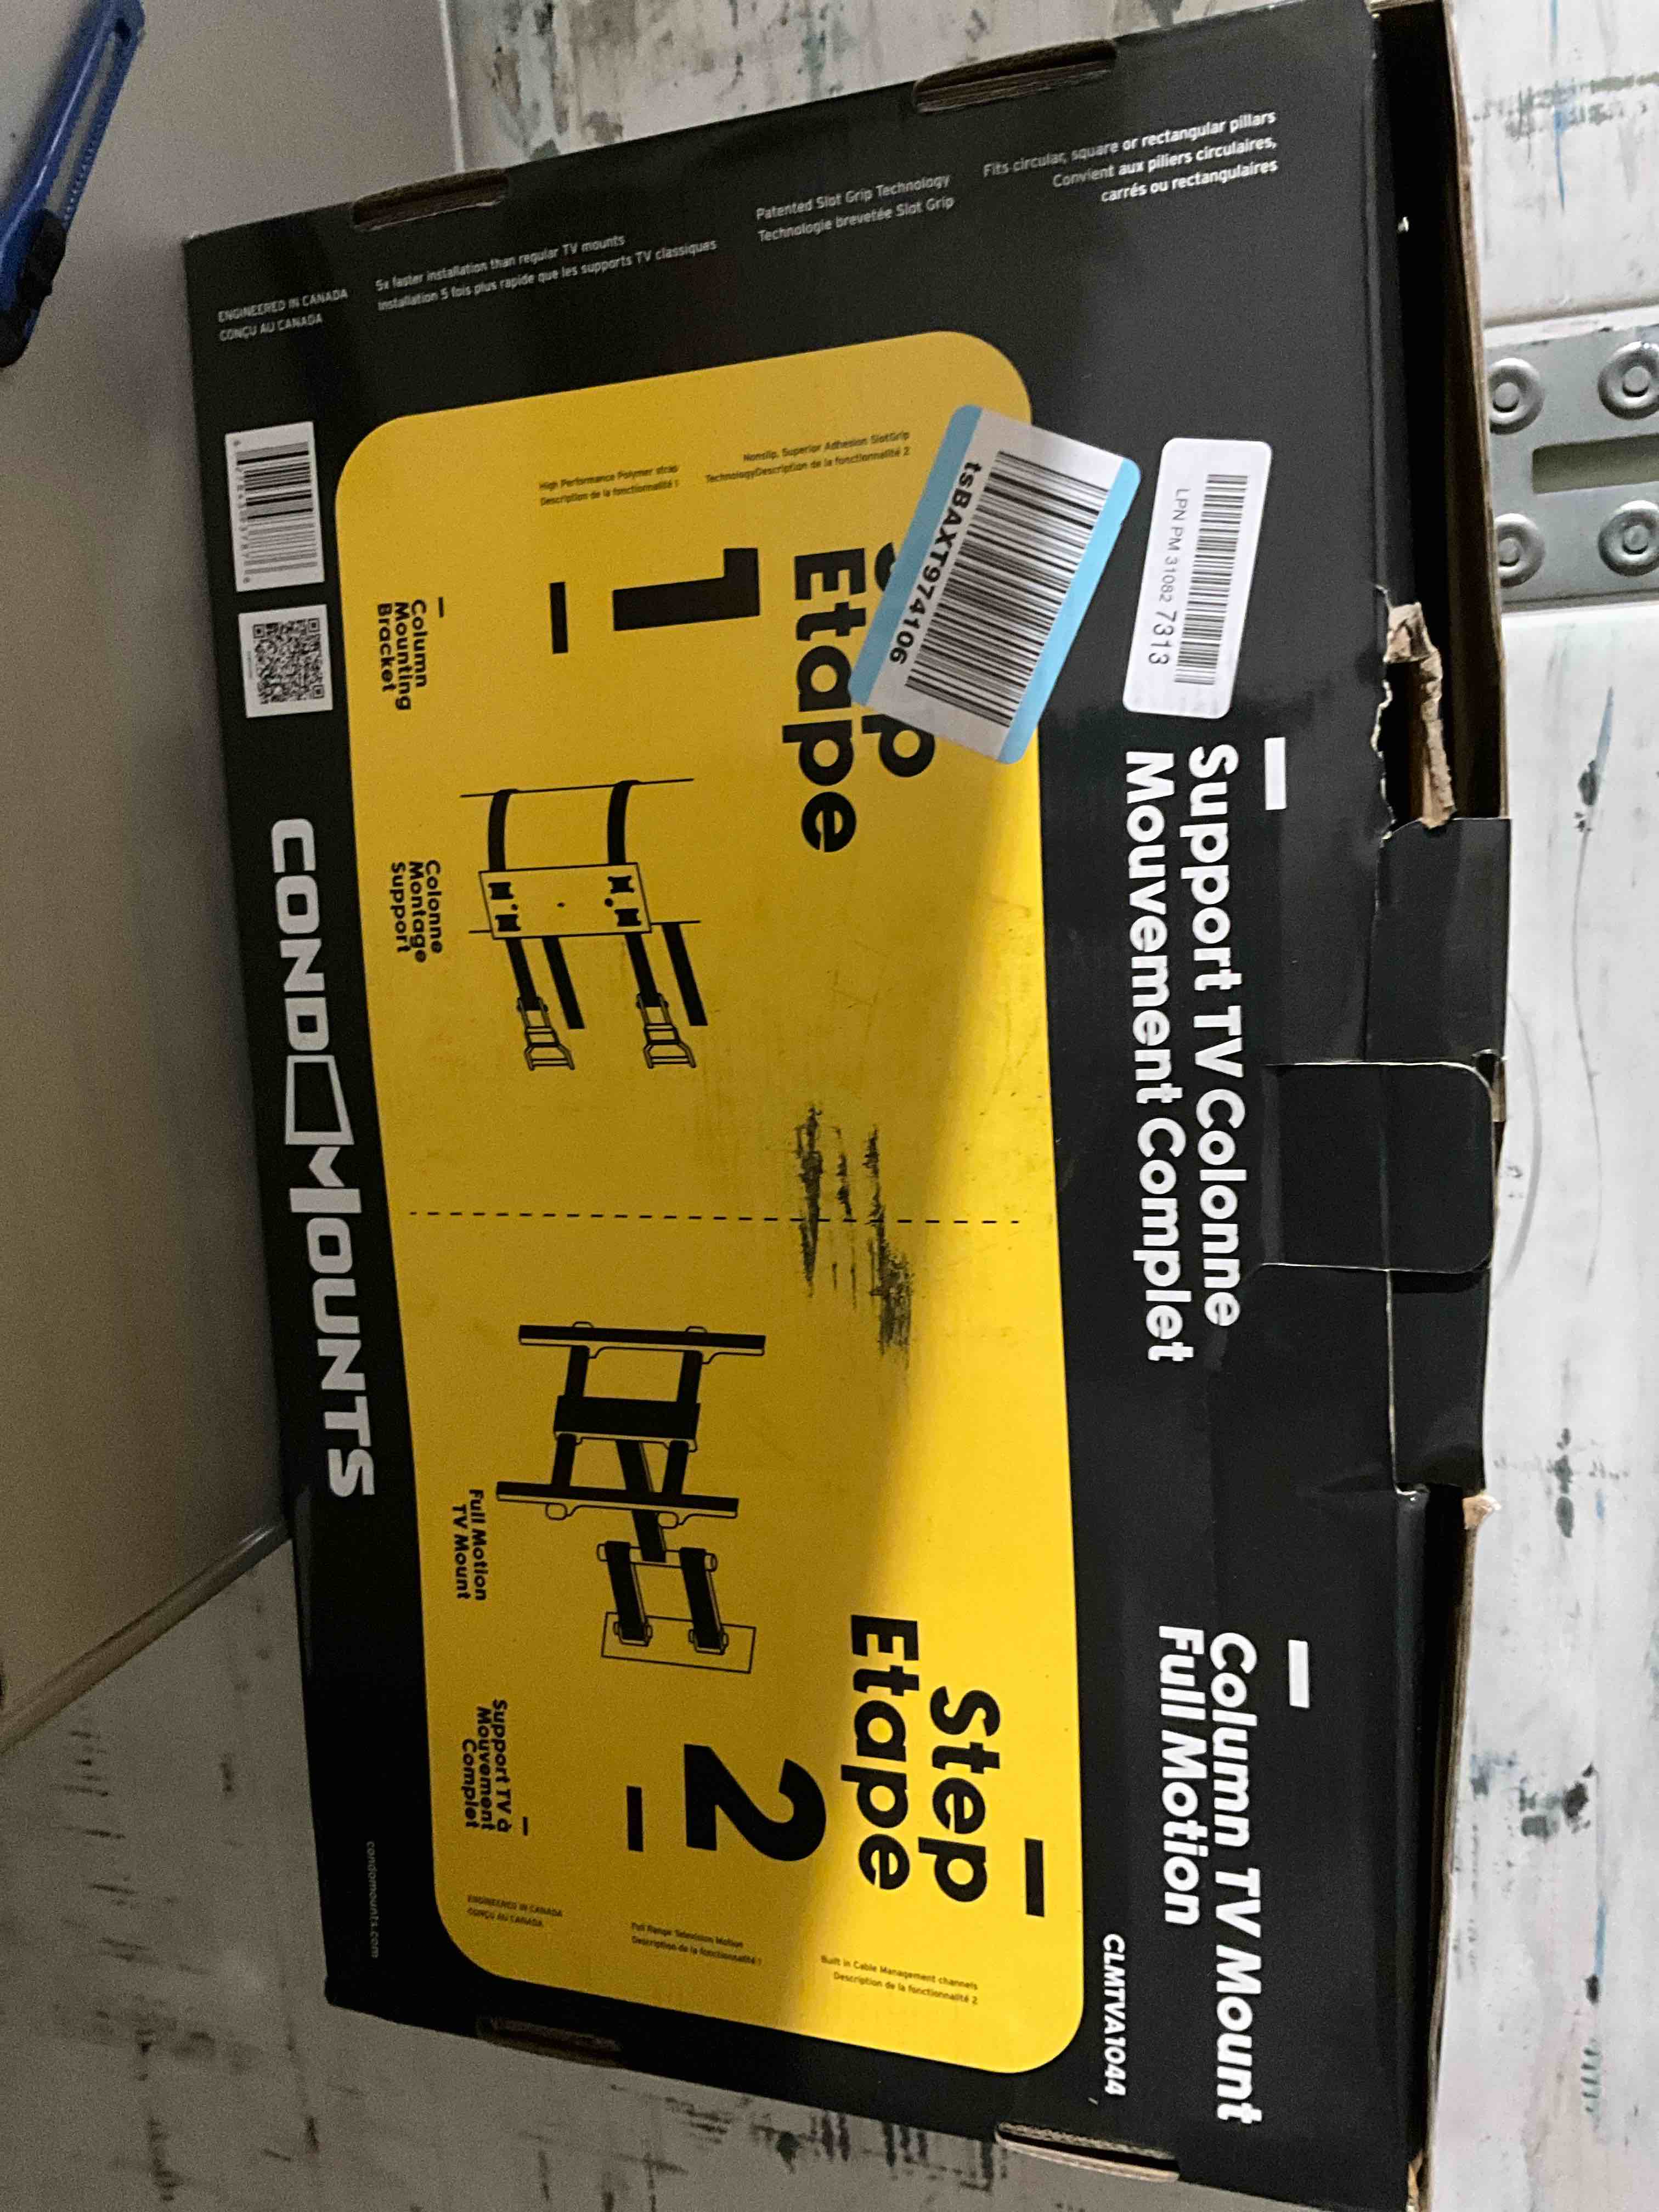 Support TV Colonne
Mouvement Complet
Column TV Mount
Full Motion
CLMTVA1044
LPN PM 31082 7313
tsBAXT974106
Etape
1
Nonslip, Superior Adhesion SlotGrip
TechnologyDescription de la fonctionnalité 2
High Performance Polymer strap
Description de la fonctionnalité 1
Column
Mounting
Bracket
Colonne
Montage
Support
Step
Etape
2
Built in Cable Management channels
Description de la fonctionnalité 2
Full Range Television Motion
Description de la fonctionnalité 1
ENGINEERED IN CANADA
CONÇU AU CANADA
Full Motion
TV Mount
Support TV à
Mouvement
Complet
CONDOMOUNTS
condomounts.com
Fits circular, square or rectangular pillars
Convient aux piliers circulaires,
carrés ou rectangulaires
Patented Slot Grip Technology
Technologie brevetée Slot Grip
5x faster installation than regular TV mounts
Installation 5 fois plus rapide que les supports TV classiques
ENGINEERED IN CANADA
CONÇU AU CANADA